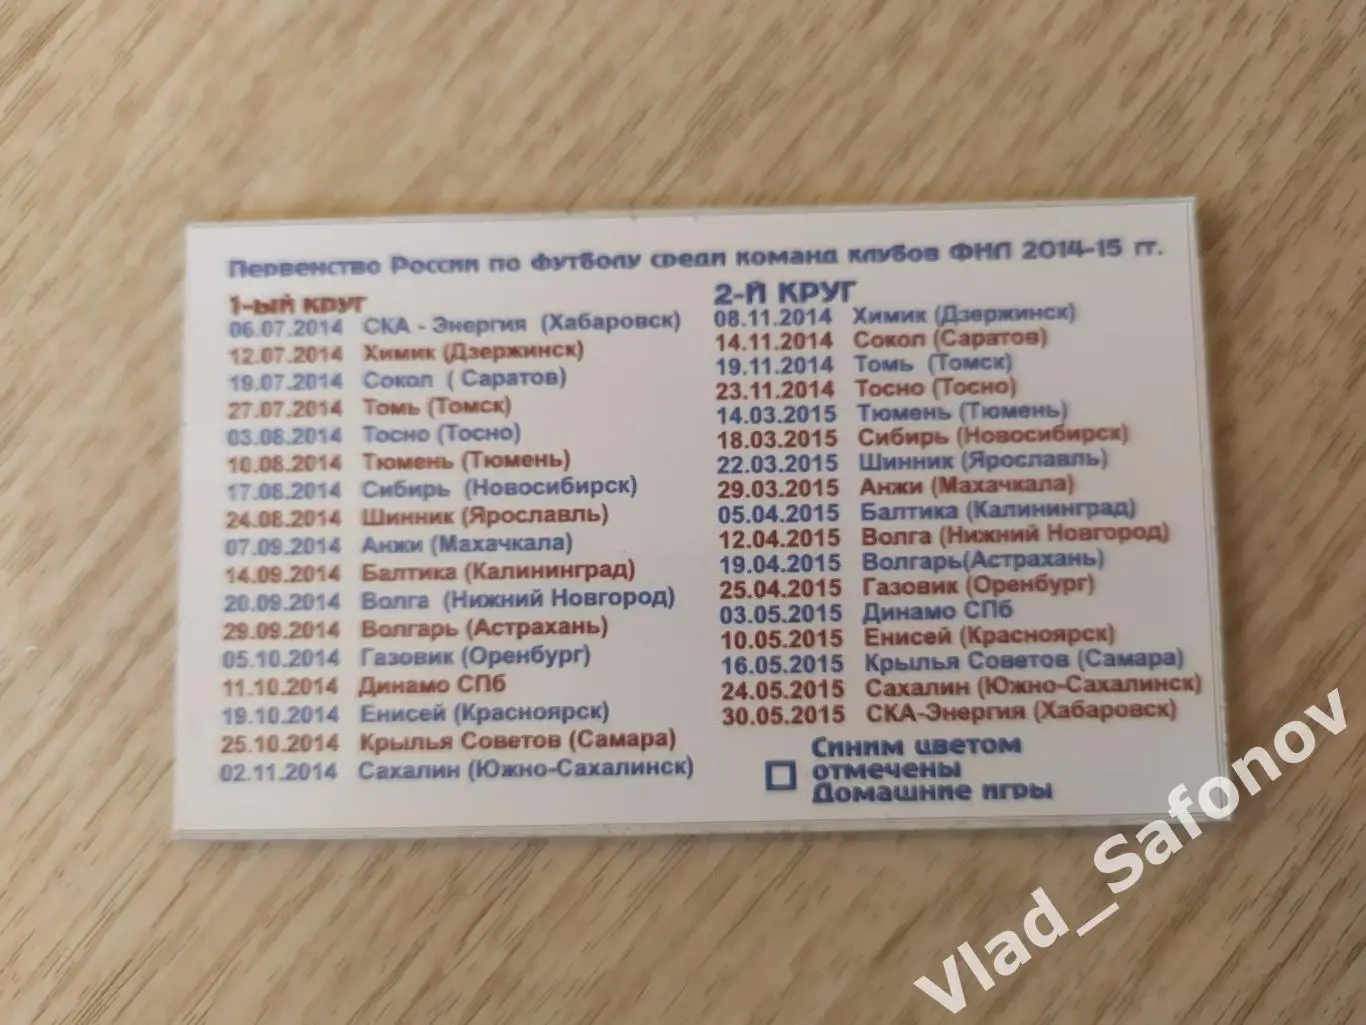 Первенство России по футболу среди команд клубов ФНЛ 2014-15 гг.
1-ый круг
06.07.2014 СКА - Энергия (Хабаровск)
12.07.2014 Химик (Дзержинск)
19.07.2014 Сокол ( Саратов)
27.07.2014 Томь (Томск)
03.08.2014 Тосно (Тосно)
10.08.2014 Тюмень (Тюмень)
17.08.2014 Сибирь (Новосибирск)
24.08.2014 Шинник (Ярославль)
07.09.2014 Анжи (Махачкала)
14.09.2014 Балтика (Калининград)
20.09.2014 Волга (Нижний Новгород)
29.09.2014 Волгарь (Астрахань)
05.10.2014 Газовик (Оренбург)
11.10.2014 Динамо СПб
19.10.2014 Енисей (Красноярск)
25.10.2014 Крылья Советов (Самара)
02.11.2014 Сахалин (Южно-Сахалинск)
2-й КРУГ
08.11.2014 Химик (Дзержинск)
14.11.2014 Сокол (Саратов)
19.11.2014 Томь (Томск)
23.11.2014 Тосно (Тосно)
14.03.2015 Тюмень (Тюмень)
18.03.2015 Сибирь (Новосибирск)
22.03.2015 Шинник (Ярославль)
29.03.2015 Анжи (Махачкала)
05.04.2015 Балтика (Калининград)
12.04.2015 Волга (Нижний Новгород)
19.04.2015 Волгарь(Астрахань)
25.04.2015 Газовик (Оренбург)
03.05.2015 Динамо СПб
10.05.2015 Енисей (Красноярск)
16.05.2015 Крылья Советов (Самара)
24.05.2015 Сахалин (Южно-Сахалинск)
30.05.2015 СКА-Энергия (Хабаровск)
Синим цветом
отмечены
Домашние игры
Vlad_Safonov